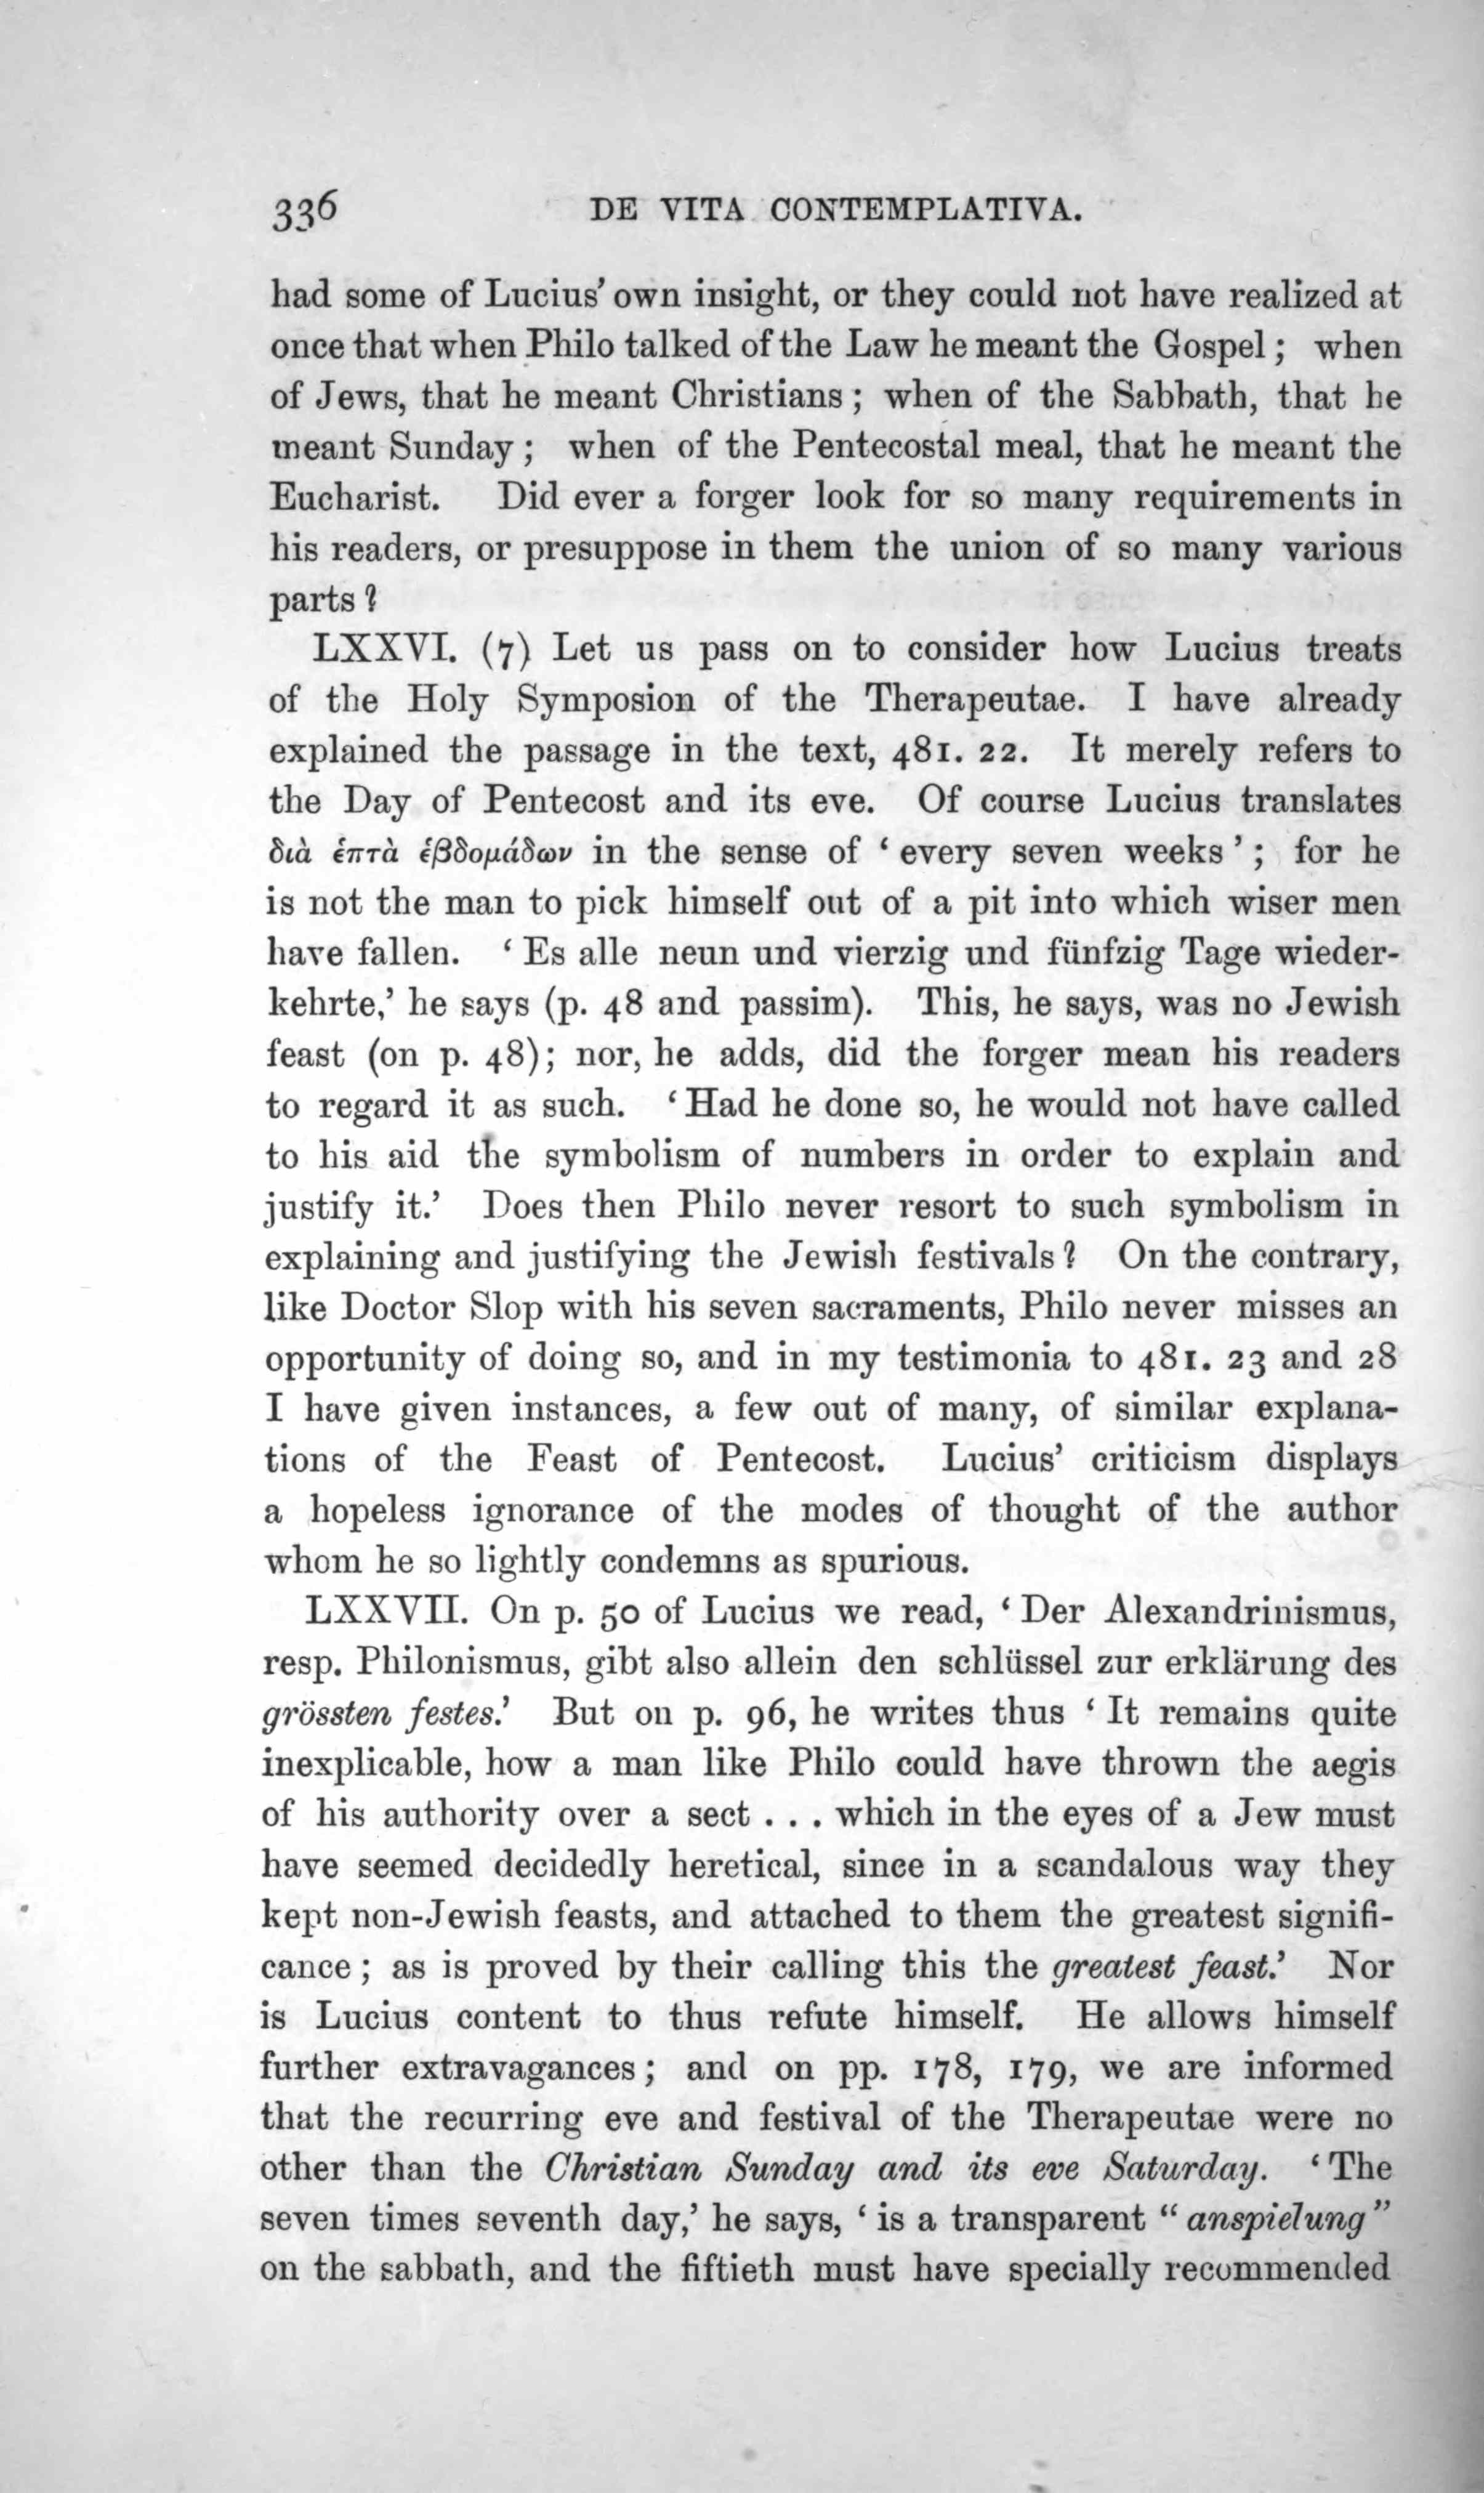 336 DE VITA CONTEMPLATIVA.
had some of Lucius' own insight, or they could not have realized at
once that when Philo talked of the Law he meant the Gospel; when
of Jews, that he meant Christians; when of the Sabbath, that he
meant Sunday; when of the Pentecostal meal, that he meant the
Eucharist. Did ever a forger look for so many requirements in
his readers, or presuppose in them the union of so many various
parts?
LXXVI. (7) Let us pass on to consider how Lucius treats
of the Holy Symposion of the Therapeutae. I have already
explained the passage in the text, 481. 22. It merely refers to
the Day of Pentecost and its eve. Of course Lucius translates
διὰ ἑπτὰ ἑβδομάδων in the sense of ‘every seven weeks’; for he
is not the man to pick himself out of a pit into which wiser men
have fallen. ‘Es alle neun und vierzig und fünfzig Tage wieder-
kehrte,’ he says (p. 48 and passim). This, he says, was no Jewish
feast (on p. 48); nor, he adds, did the forger mean his readers
to regard it as such. ‘Had he done so, he would not have called
to his aid the symbolism of numbers in order to explain and
justify it.’ Does then Philo never resort to such symbolism in
explaining and justifying the Jewish festivals? On the contrary,
like Doctor Slop with his seven sacraments, Philo never misses an
opportunity of doing so, and in my testimonia to 481. 23 and 28
I have given instances, a few out of many, of similar explana-
tions of the Feast of Pentecost. Lucius’ criticism displays
a hopeless ignorance of the modes of thought of the author
whom he so lightly condemns as spurious.
LXXVII. On p. 50 of Lucius we read, ‘Der Alexandrinismus,
resp. Philonismus, gibt also allein den schlüssel zur erklärung des
grössten festes.’ But on p. 96, he writes thus ‘It remains quite
inexplicable, how a man like Philo could have thrown the aegis
of his authority over a sect . . . which in the eyes of a Jew must
have seemed decidedly heretical, since in a scandalous way they
kept non-Jewish feasts, and attached to them the greatest signifi-
cance; as is proved by their calling this the greatest feast.’ Nor
is Lucius content to thus refute himself. He allows himself
further extravagances; and on pp. 178, 179, we are informed
that the recurring eve and festival of the Therapeutae were no
other than the Christian Sunday and its eve Saturday. ‘The
seven times seventh day,’ he says, ‘is a transparent “anspielung”
on the sabbath, and the fiftieth must have specially recommended